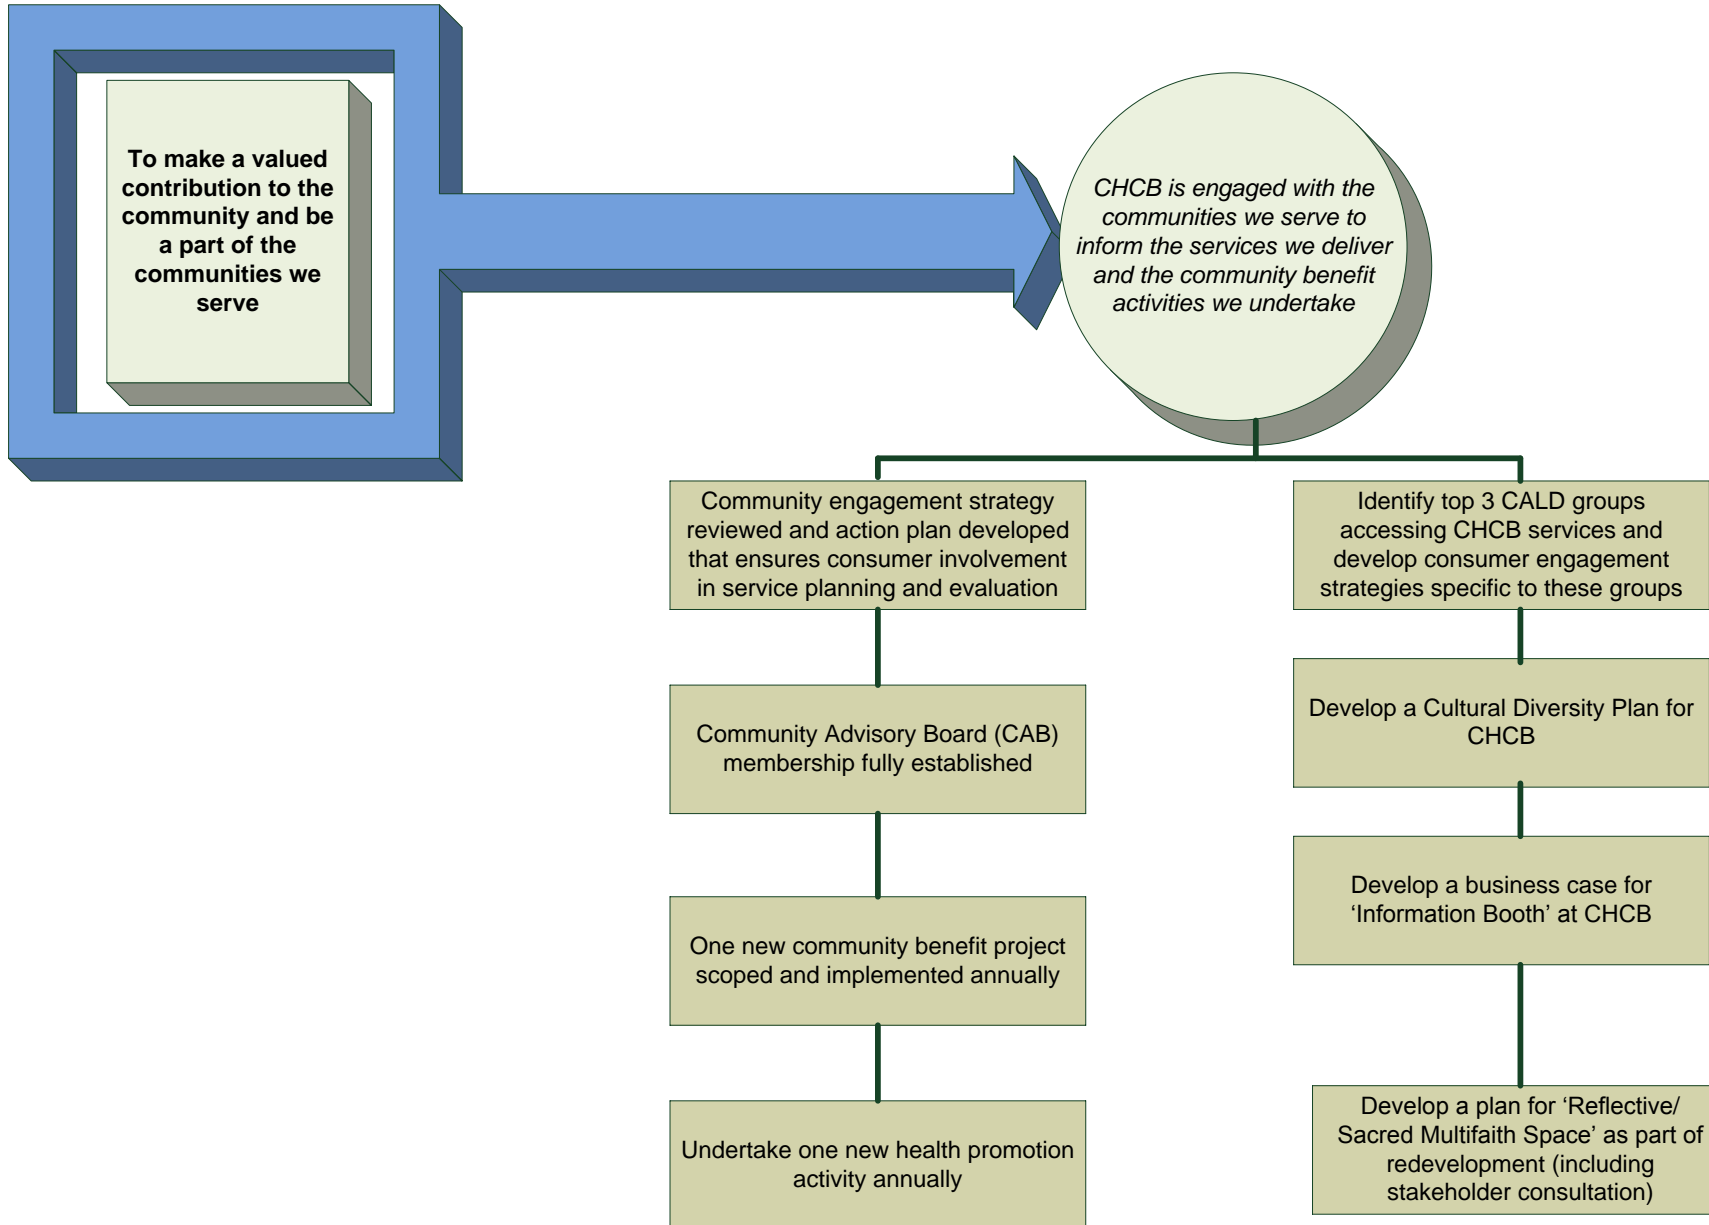 To make a valued
contribution to the
community and be
a part of the
communities we
serve
CHCB is engaged with the
communities we serve to
inform the services we deliver
and the community benefit
activities we undertake
Community engagement strategy
reviewed and action plan developed
that ensures consumer involvement
in service planning and evaluation
Community Advisory Board (CAB)
membership fully established
One new community benefit project
scoped and implemented annually
Undertake one new health promotion
activity annually
Identify top 3 CALD groups
accessing CHCB services and
develop consumer engagement
strategies specific to these groups
Develop a Cultural Diversity Plan for
CHCB
Develop a business case for
‘Information Booth’ at CHCB
Develop a plan for ‘Reflective/
Sacred Multifaith Space’ as part of
redevelopment (including
stakeholder consultation)